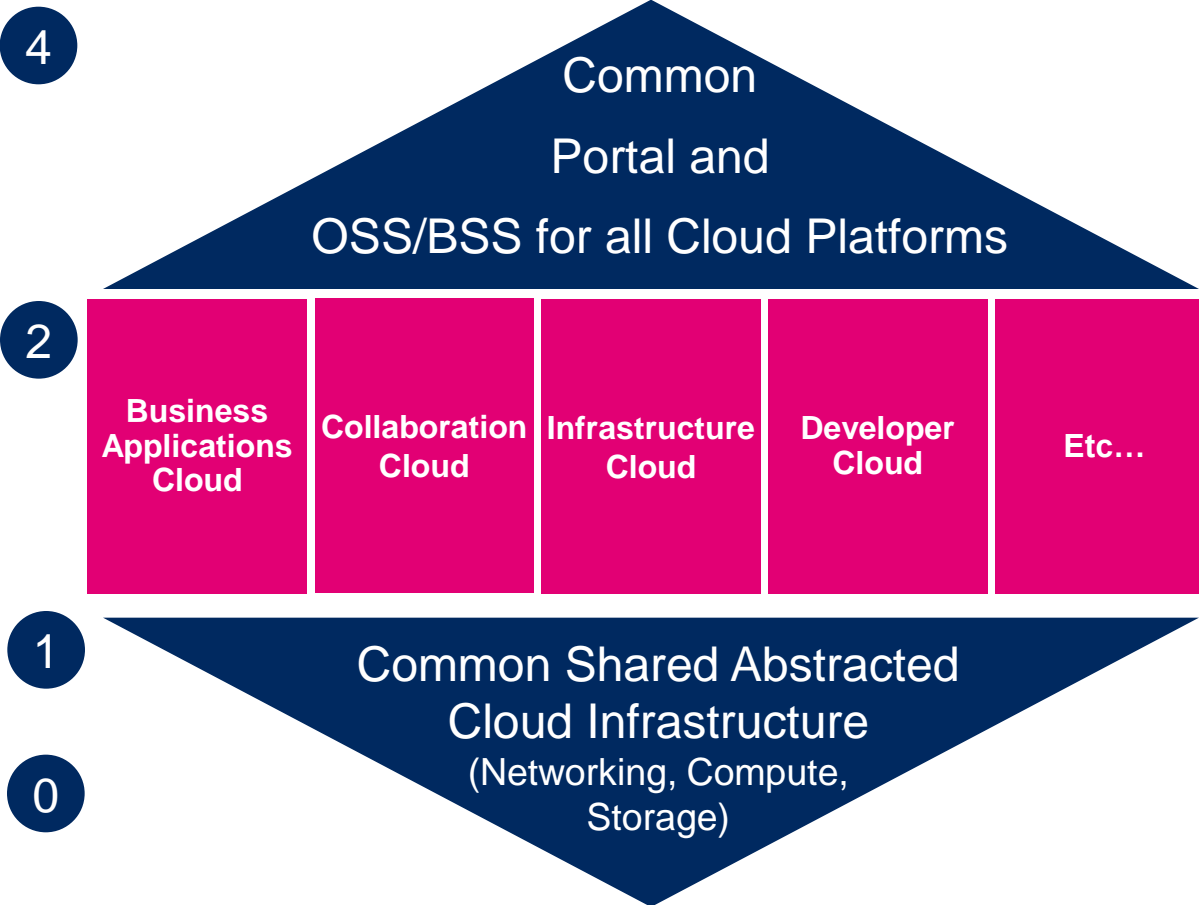 4
Common
Portal and
OSS/BSS for all Cloud Platforms
2
Business
Applications
Cloud
Collaboration
Cloud
Infrastructure
Cloud
Developer
Cloud
Etc…
1
Common Shared Abstracted
Cloud Infrastructure
(Networking, Compute,
Storage)
0